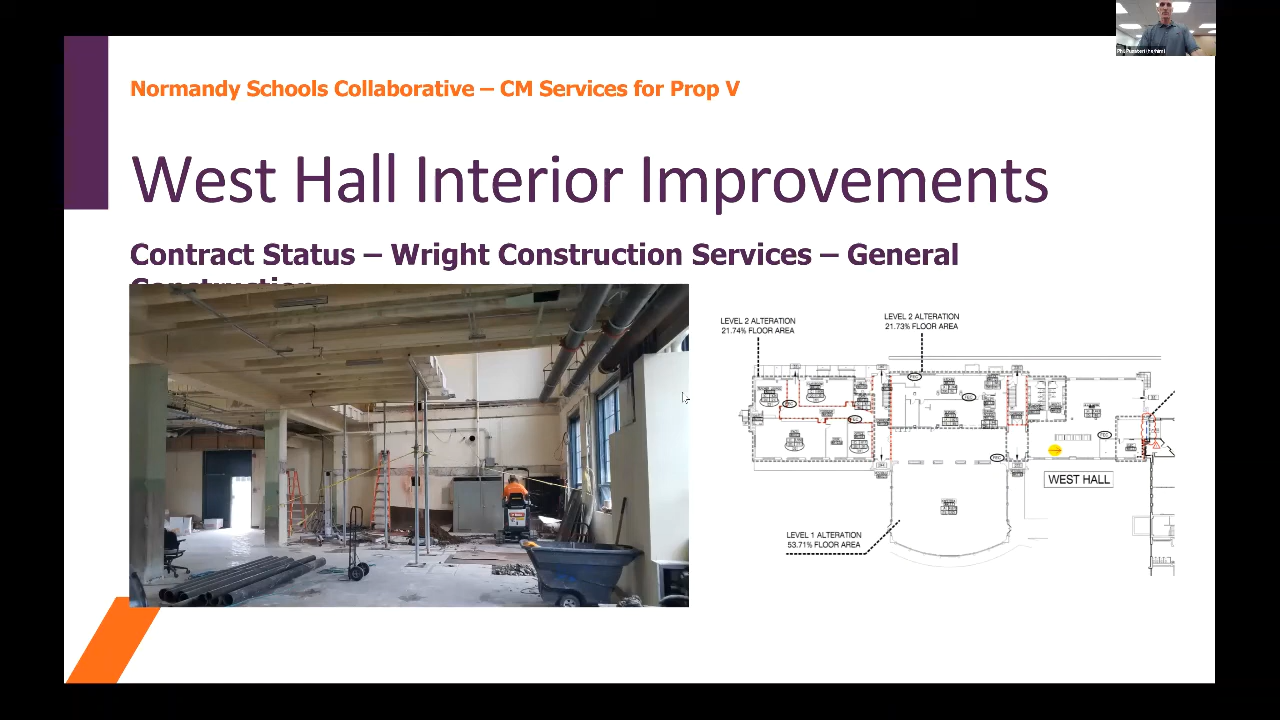 Normandy Schools Collaborative – CM Services for Prop V
West Hall Interior Improvements
Contract Status – Wright Construction Services – General
Construction
LEVEL 2 ALTERATION
21.74% FLOOR AREA
LEVEL 2 ALTERATION
21.73% FLOOR AREA
WEST HALL
LEVEL 1 ALTERATION
53.71% FLOOR AREA